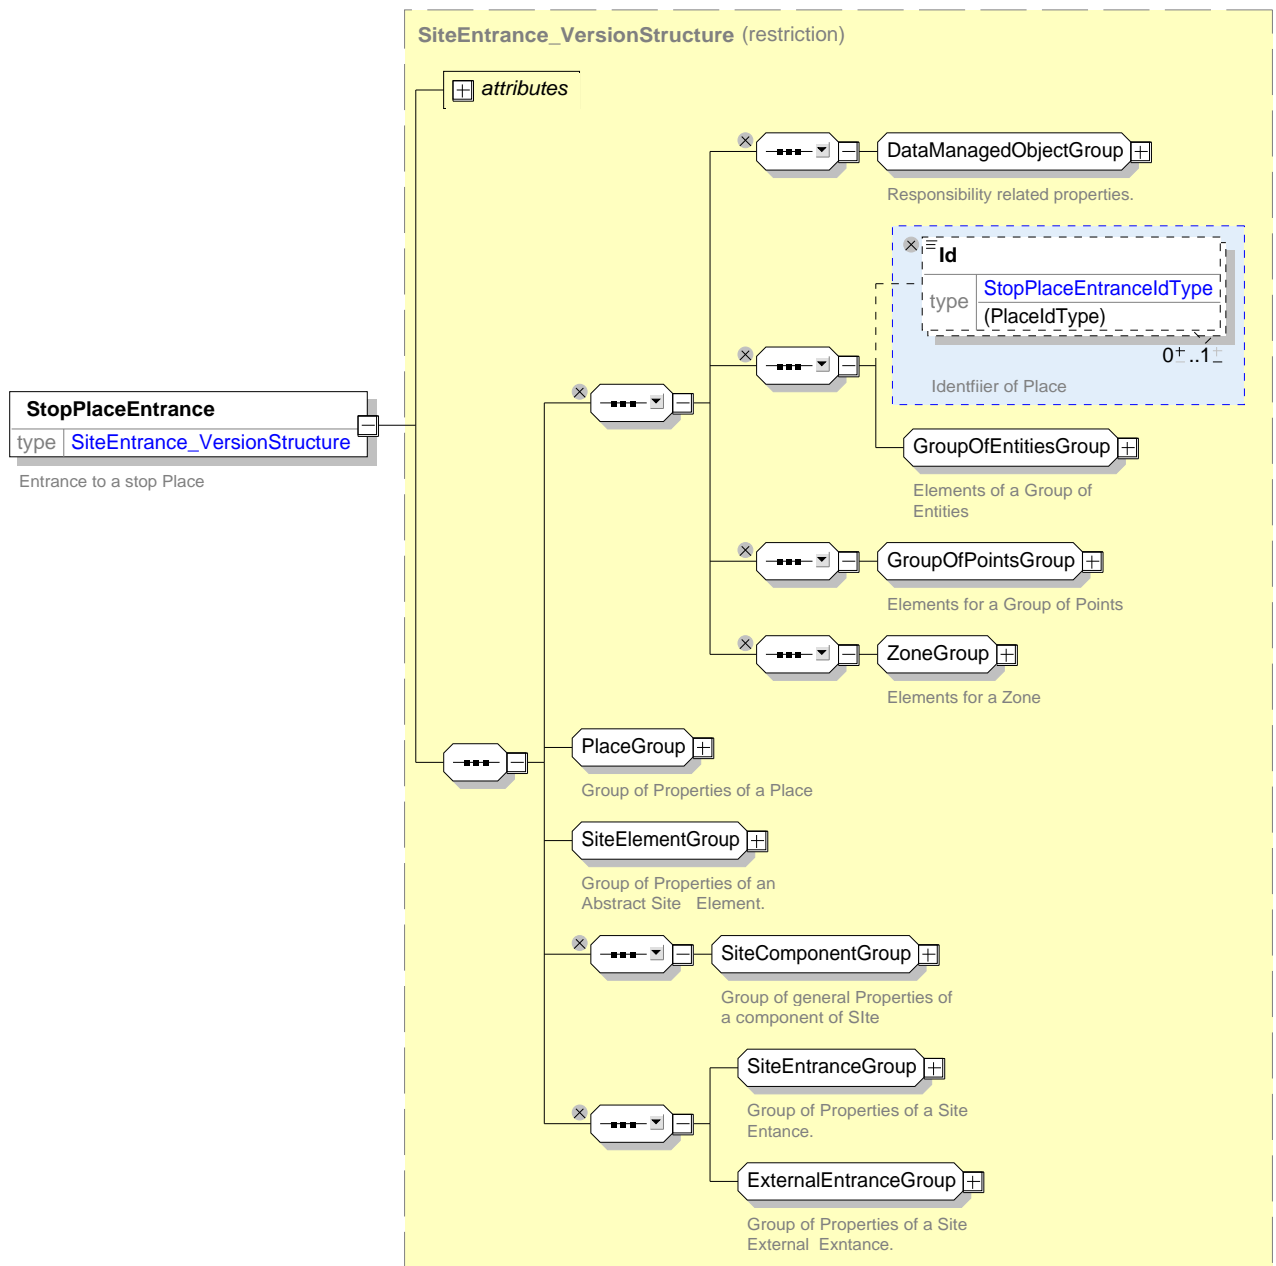 SiteEntrance_VersionStructure (restriction)
attributes
DataManagedObjectGroup
Responsibility related properties.
Id
type StopPlaceEntranceIdType
(PlaceIdType)
0..1
Identfiier of Place
StopPlaceEntrance
type SiteEntrance_VersionStructure
Entrance to a stop Place
GroupOfEntitiesGroup
Elements of a Group of
Entities
GroupOfPointsGroup
Elements for a Group of Points
ZoneGroup
Elements for a Zone
PlaceGroup
Group of Properties of a Place
SiteElementGroup
Group of Properties of an
Abstract Site Element.
SiteComponentGroup
Group of general Properties of
a component of SIte
SiteEntranceGroup
Group of Properties of a Site
Entance.
ExternalEntranceGroup
Group of Properties of a Site
External Exntance.